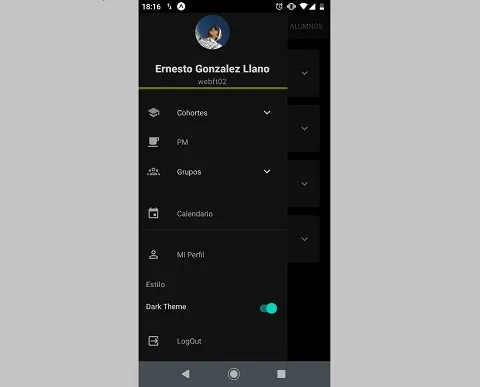 18:16
ALUMNOS
Ernesto Gonzalez Llano
webft02
Cohortes
PM
Grupos
Calendario
Mi Perfil
Estilo
Dark Theme
LogOut